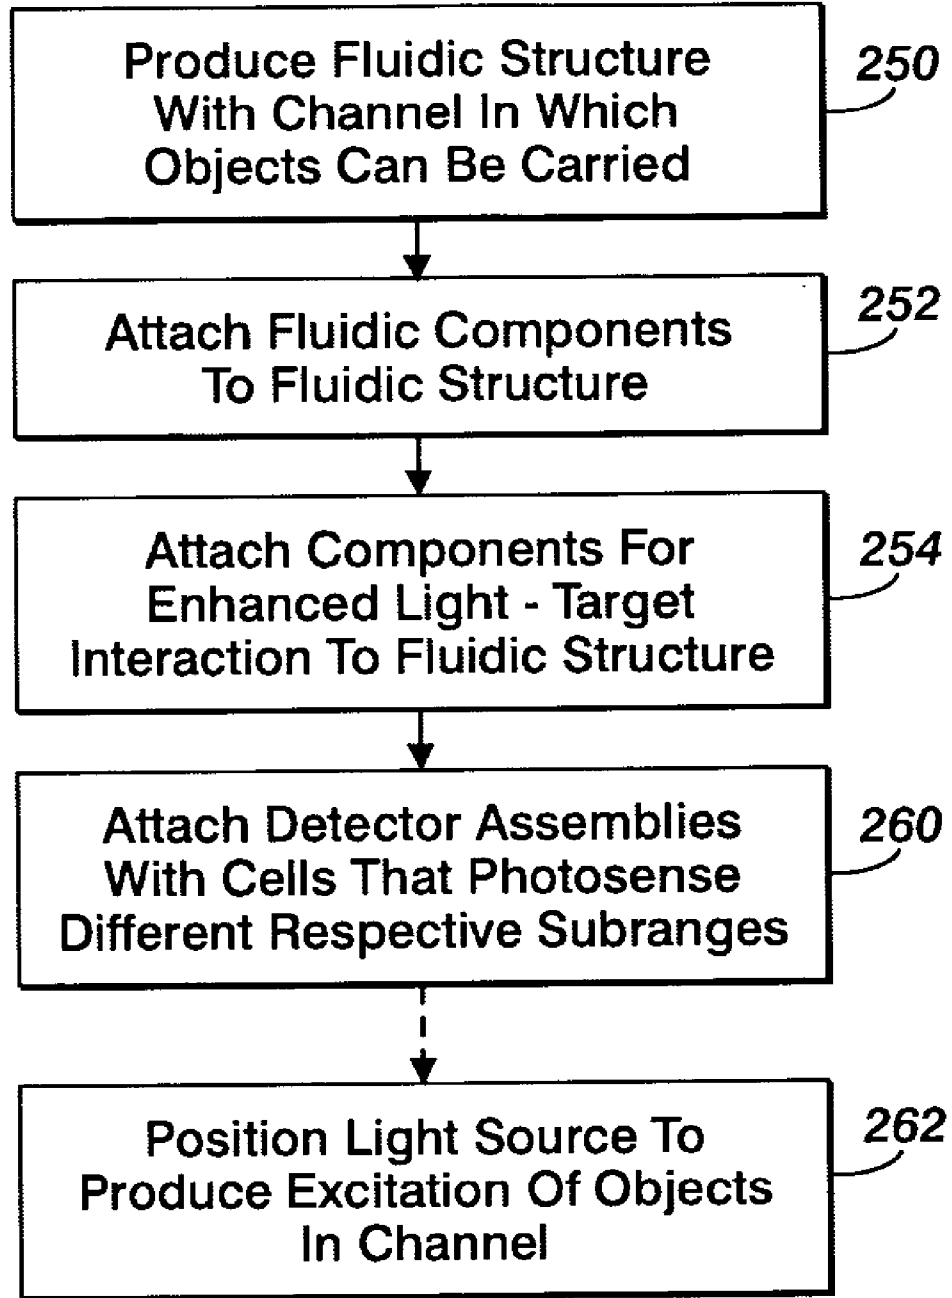 Produce Fluidic Structure
With Channel In Which
Objects Can Be Carried
250
Attach Fluidic Components
To Fluidic Structure
252
Attach Components For
Enhanced Light - Target
Interaction To Fluidic Structure
254
Attach Detector Assemblies
With Cells That Photosense
Different Respective Subranges
260
Position Light Source To
Produce Excitation Of Objects
In Channel
262